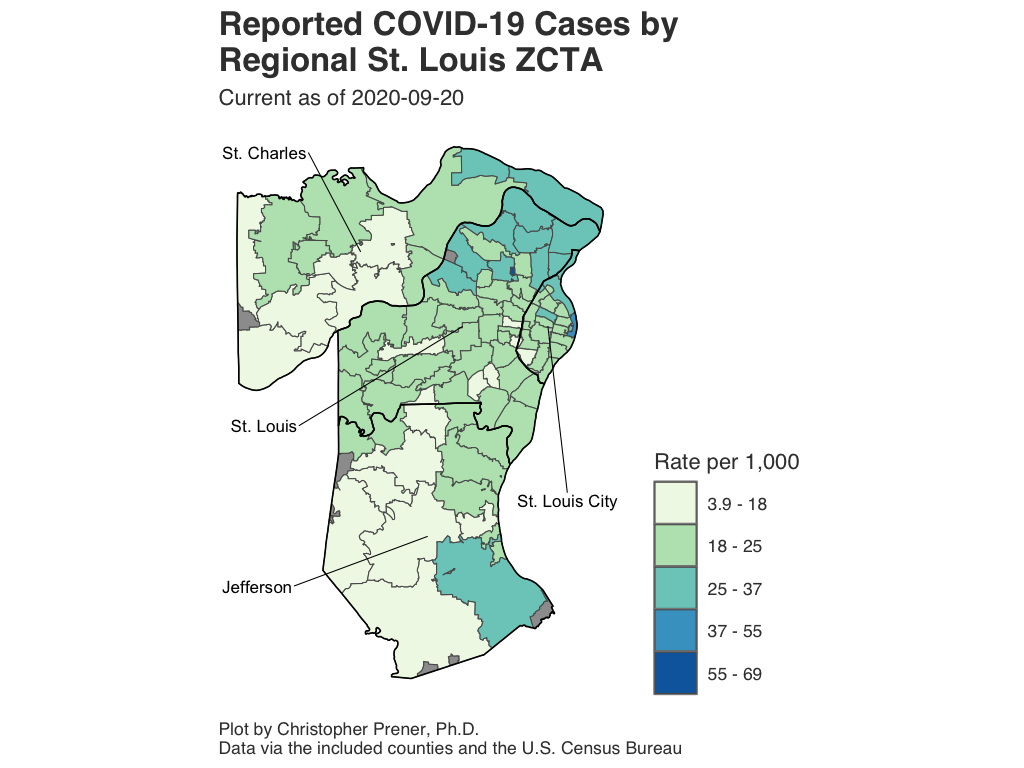 Reported COVID-19 Cases by
Regional St. Louis ZCTA
Current as of 2020-09-20
St. Charles
St. Louis
Rate per 1,000
3.9 - 18
St. Louis City
18 - 25
Jefferson
25 - 37
37 - 55
55 - 69
Plot by Christopher Prener, Ph.D.
Data via the included counties and the U.S. Census Bureau